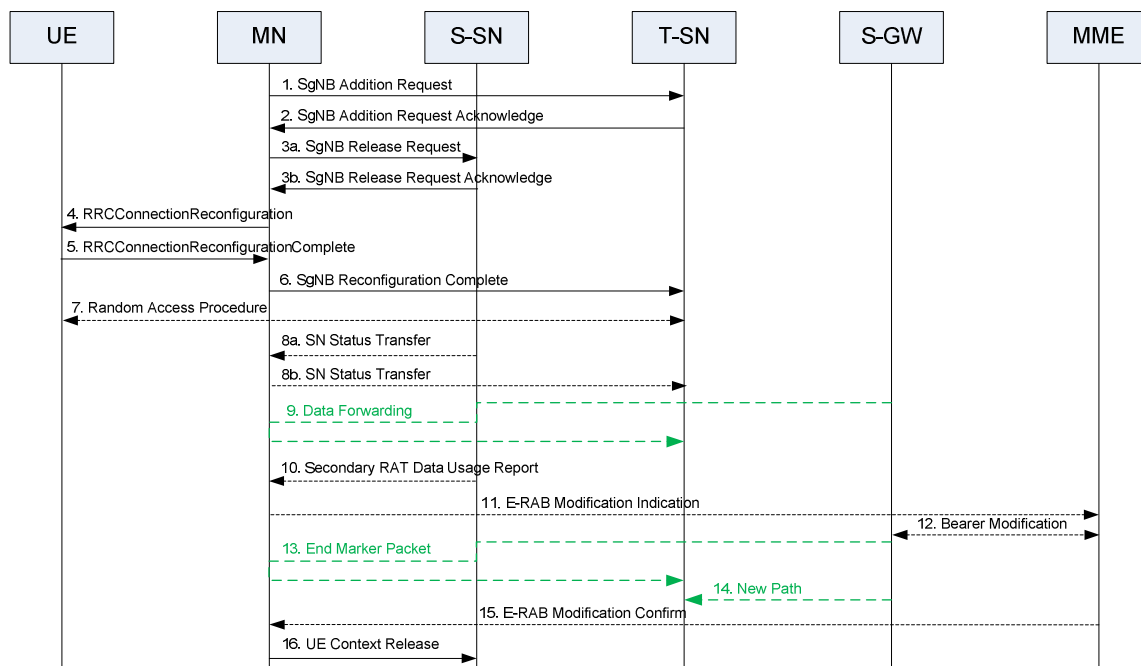 UE
MN
S-SN
T-SN
S-GW
MME
1. SgNB Addition Request
2. SgNB Addition Request Acknowledge
3a. SgNB Release Request
3b. SgNB Release Request Acknowledge
4. RRCConnectionReconfiguration
5. RRCConnectionReconfigurationComplete
6. SgNB Reconfiguration Complete
7. Random Access Procedure
8a. SN Status Transfer
8b. SN Status Transfer
9. Data Forwarding
10. Secondary RAT Data Usage Report
11. E-RAB Modification Indication
12. Bearer Modification
13. End Marker Packet
14. New Path
15. E-RAB Modification Confirm
16. UE Context Release